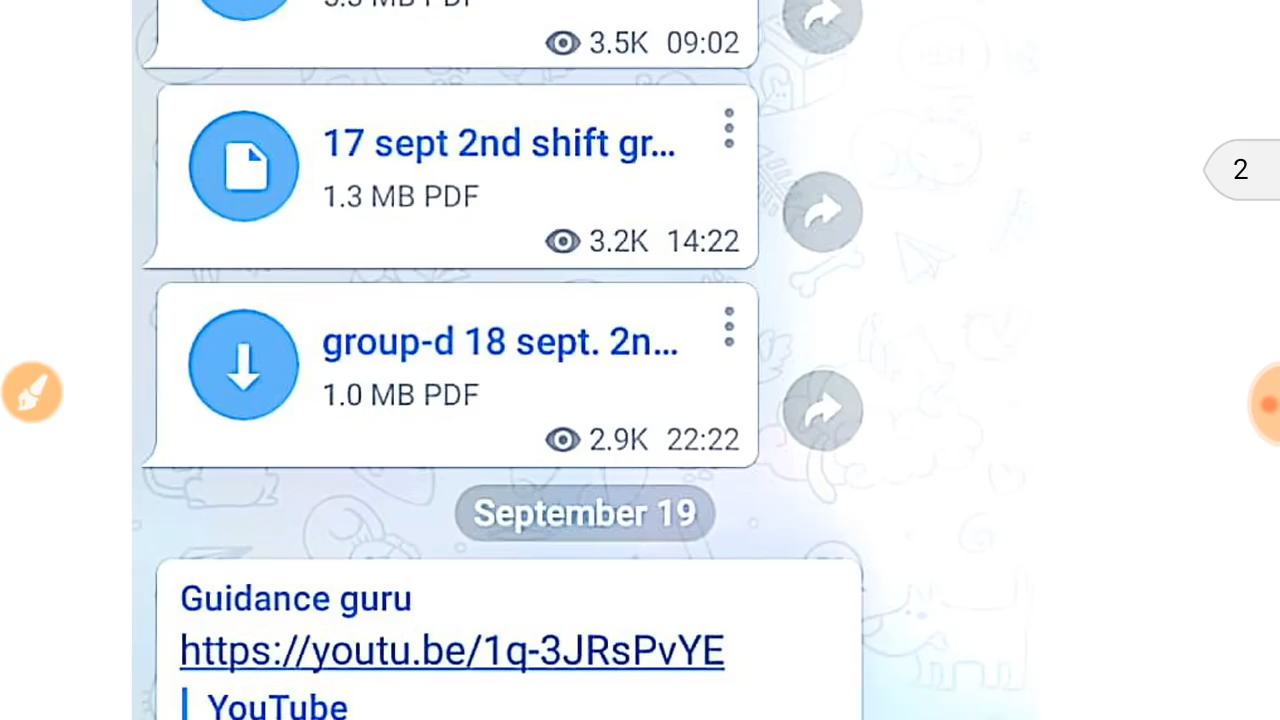 3.5K 09:02
17 sept 2nd shift gr...
1.3 MB PDF
3.2K 14:22
2
group-d 18 sept. 2n...
1.0 MB PDF
2.9K 22:22
September 19
Guidance guru
https://youtu.be/1q-3JRsPvYE
YouTube